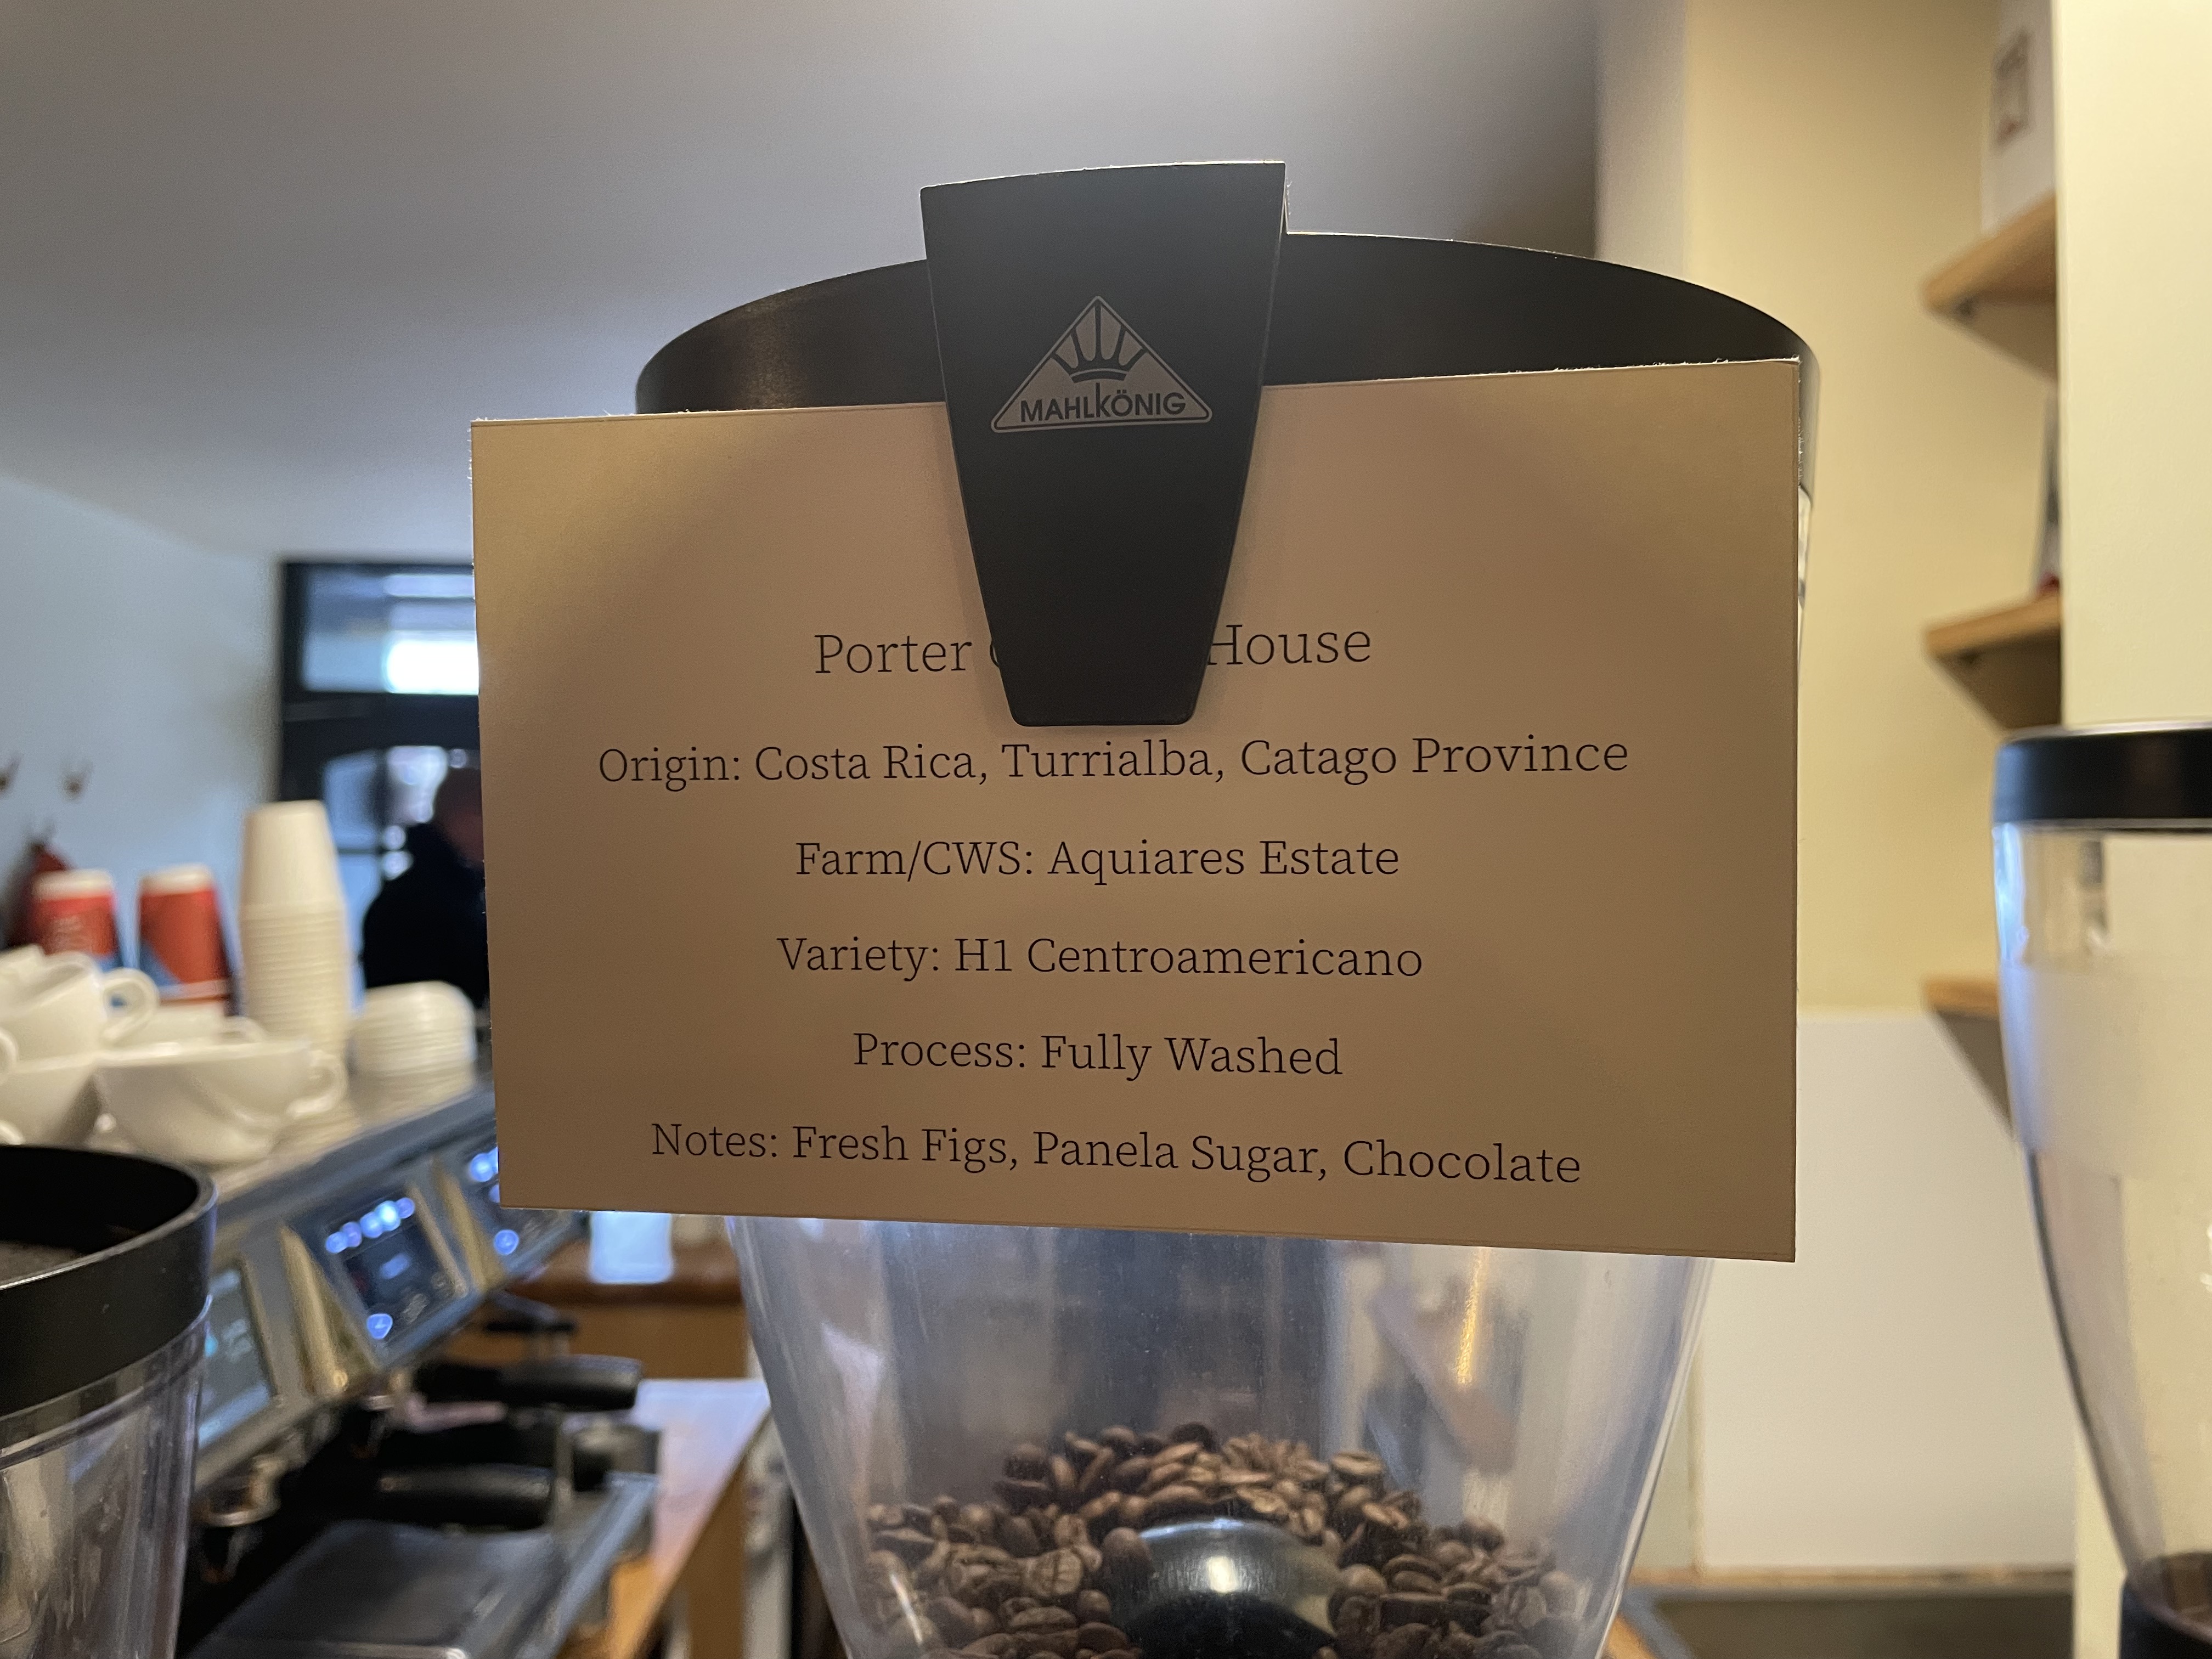 MAHLKÖNIG
Porter House
Origin: Costa Rica, Turrialba, Catago Province
Farm/CWS: Aquiares Estate
Variety: H1 Centroamericano
Process: Fully Washed
Notes: Fresh Figs, Panela Sugar, Chocolate